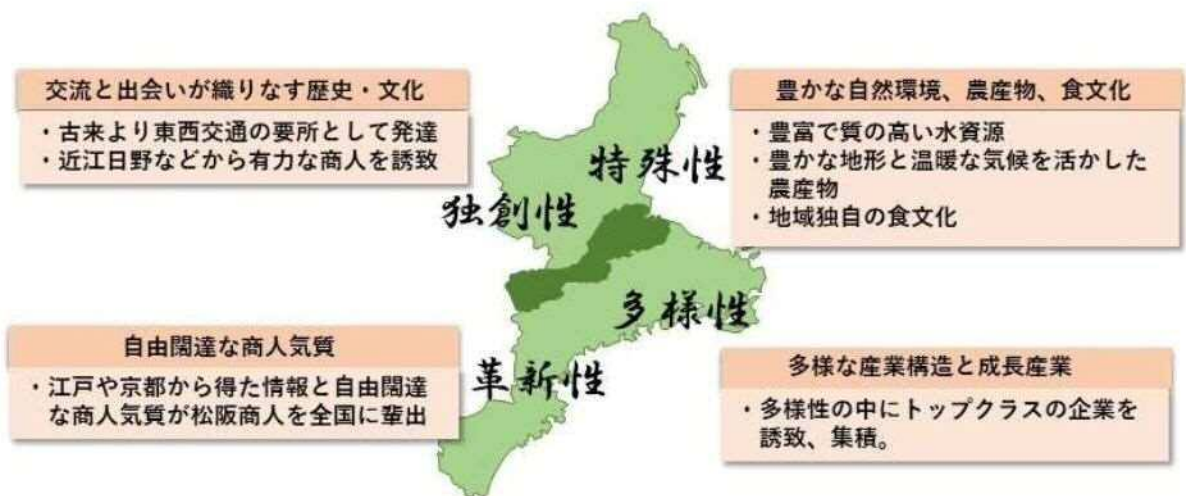 交流と出会いが織りなす歴史・文化
・古来より東西交通の要所として発達
・近江日野などから有力な商人を誘致
豊かな自然環境、農産物、食文化
・豊富で質の高い水資源
・豊かな地形と温暖な気候を活かした
農産物
・地域独自の食文化
特殊性
独創性
多様性
革新性
自由闊達な商人気質
・江戸や京都から得た情報と自由闊達
な商人気質が松阪商人を全国に輩出
多様な産業構造と成長産業
・多様性の中にトップクラスの企業を
誘致、集積。